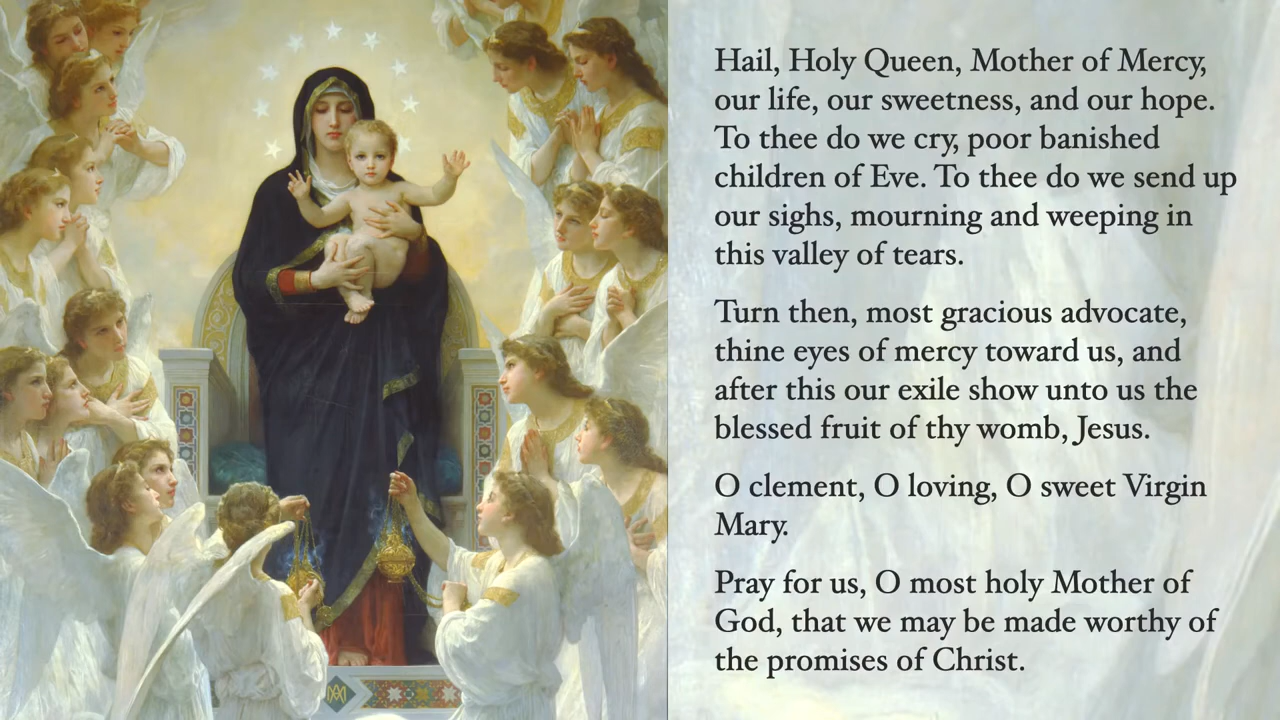 Hail, Holy Queen, Mother of Mercy,
our life, our sweetness, and our hope.
To thee do we cry, poor banished
children of Eve. To thee do we send up
our sighs, mourning and weeping in
this valley of tears.
Turn then, most gracious advocate,
thine eyes of mercy toward us, and
after this our exile show unto us the
blessed fruit of thy womb, Jesus.
O clement, O loving, O sweet Virgin
Mary.
Pray for us, O most holy Mother of
God, that we may be made worthy of
the promises of Christ.